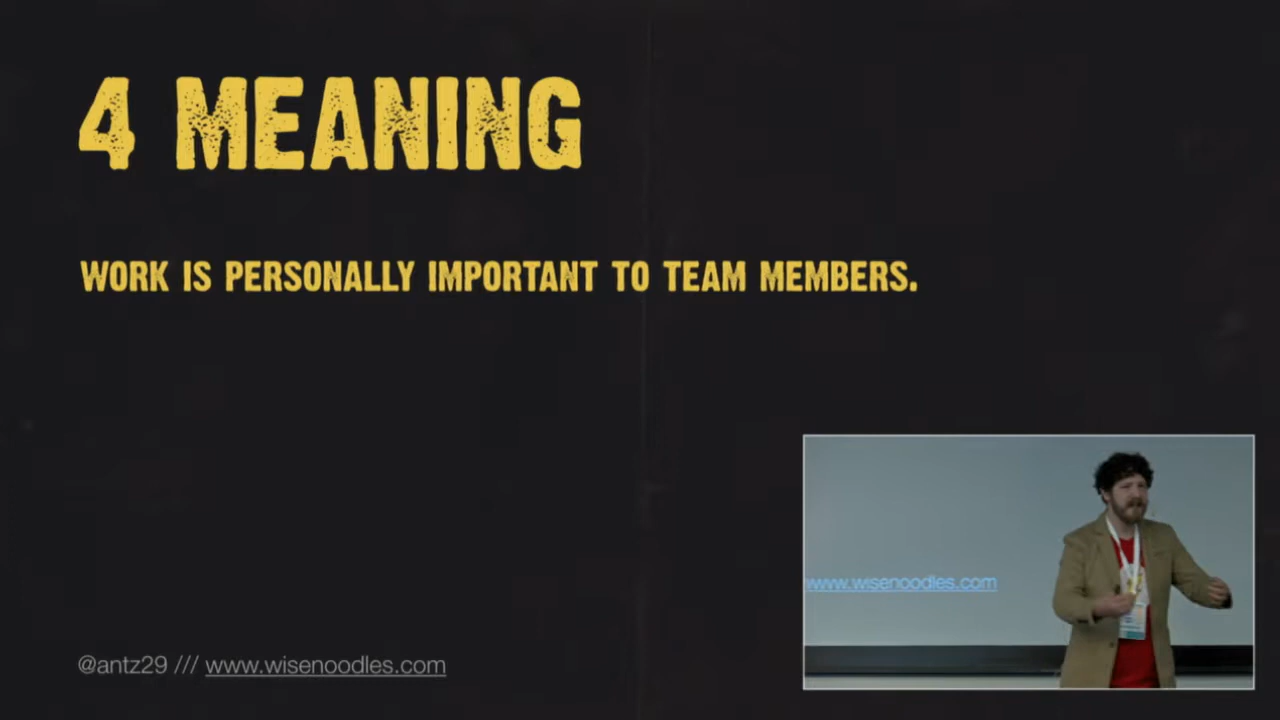 4 MEANING
WORK IS PERSONALLY IMPORTANT TO TEAM MEMBERS.
www.wisenoodles.com
@antz29 /// www.wisenoodles.com